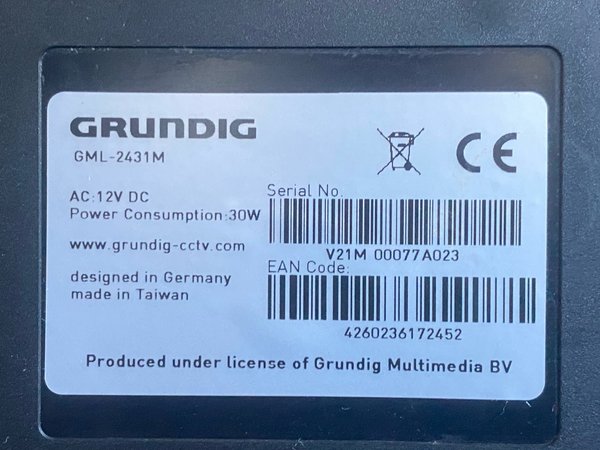 GRUNDIG
GML-2431M
AC:12V DC
Power Consumption:30W
www.grundig-cctv.com
designed in Germany
made in Taiwan
Serial No.
V21M 00077A023
EAN Code:
4260236172452
Produced under license of Grundig Multimedia BV
CE